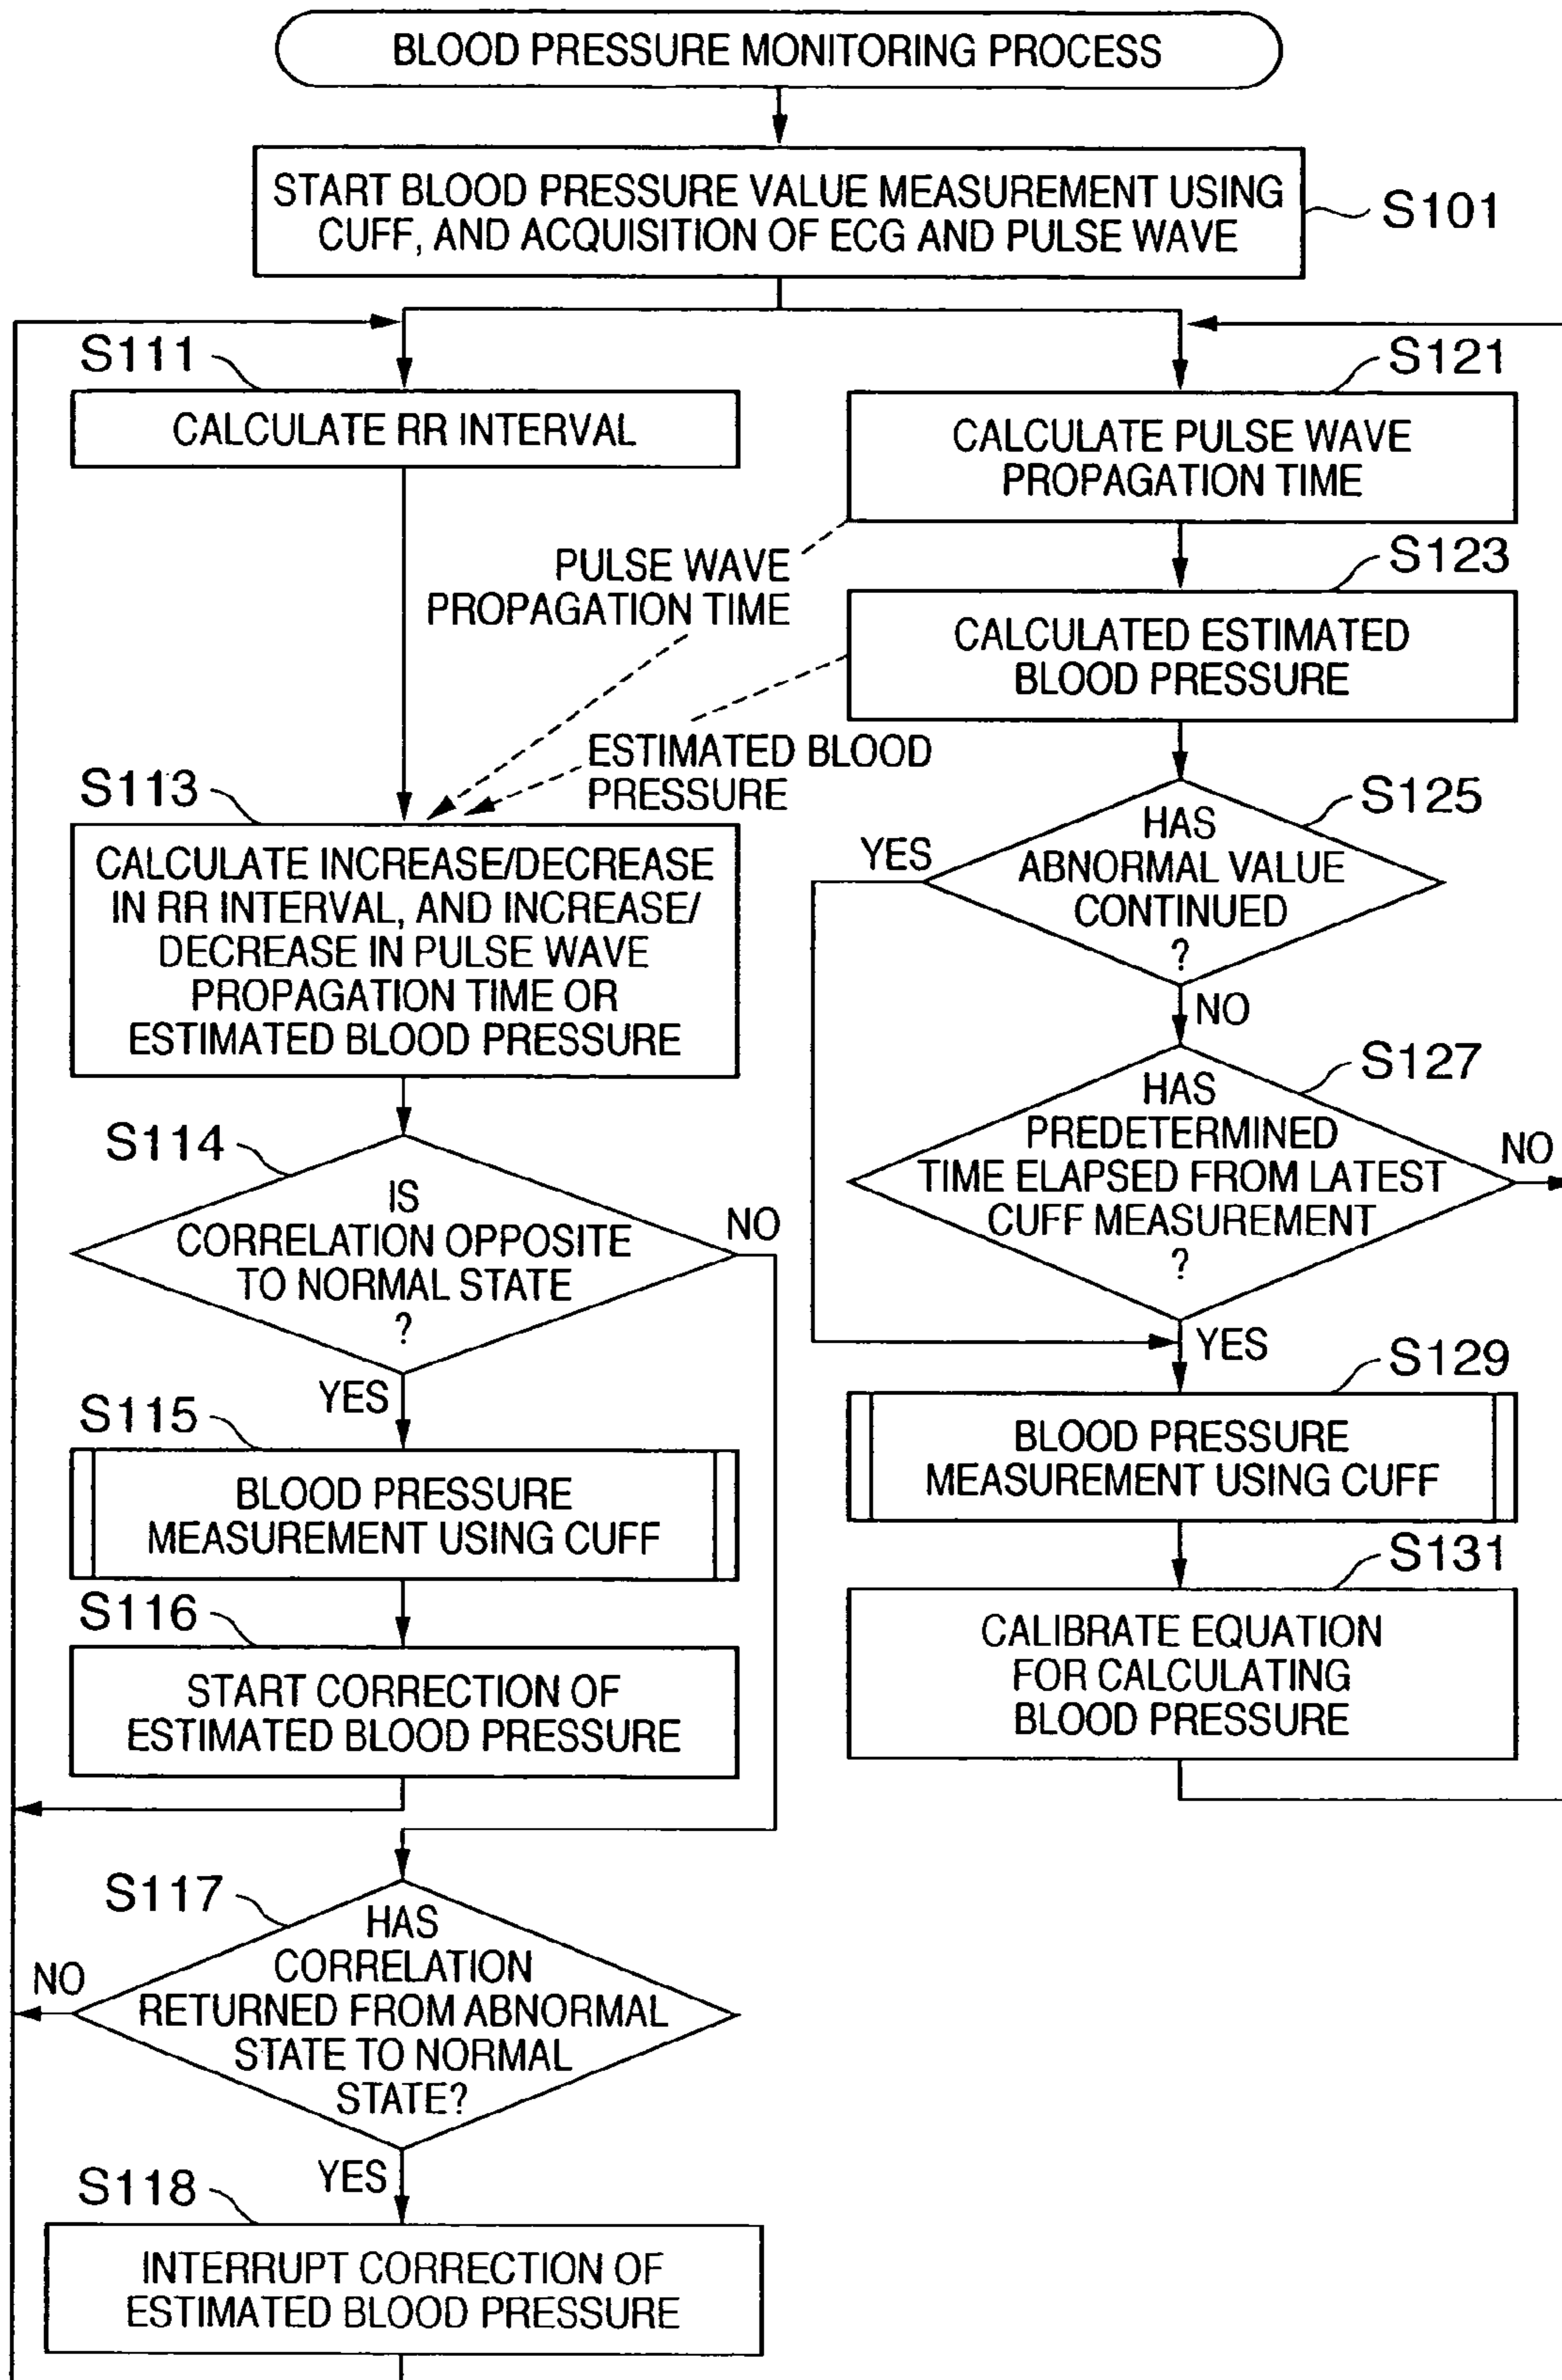 BLOOD PRESSURE MONITORING PROCESS
START BLOOD PRESSURE VALUE MEASUREMENT USING
CUFF, AND ACQUISITION OF ECG AND PULSE WAVE
S101
S111
CALCULATE RR INTERVAL
S121
CALCULATE PULSE WAVE
PROPAGATION TIME
PULSE WAVE
PROPAGATION TIME
S123
CALCULATED ESTIMATED
BLOOD PRESSURE
ESTIMATED BLOOD
PRESSURE
S113
CALCULATE INCREASE/DECREASE
IN RR INTERVAL, AND INCREASE/
DECREASE IN PULSE WAVE
PROPAGATION TIME OR
ESTIMATED BLOOD PRESSURE
S125
HAS
ABNORMAL VALUE
CONTINUED
?
YES
NO
S127
HAS
PREDETERMINED
TIME ELAPSED FROM LATEST
CUFF MEASUREMENT
?
NO
YES
S114
IS
CORRELATION OPPOSITE
TO NORMAL STATE
?
NO
YES
S115
BLOOD PRESSURE
MEASUREMENT USING CUFF
S129
BLOOD PRESSURE
MEASUREMENT USING CUFF
S116
START CORRECTION OF
ESTIMATED BLOOD PRESSURE
S131
CALIBRATE EQUATION
FOR CALCULATING
BLOOD PRESSURE
S117
HAS
CORRELATION
RETURNED FROM ABNORMAL
STATE TO NORMAL
STATE?
NO
YES
S118
INTERRUPT CORRECTION OF
ESTIMATED BLOOD PRESSURE